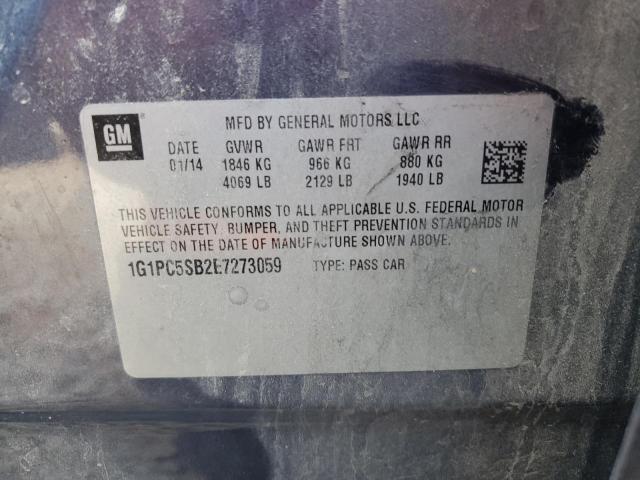 GM
MFD BY GENERAL MOTORS LLC
DATE GVWR GAWR FRT GAWR RR
01/14 1846 KG 966 KG 880 KG
4069 LB 2129 LB 1940 LB
THIS VEHICLE CONFORMS TO ALL APPLICABLE U.S. FEDERAL MOTOR
VEHICLE SAFETY, BUMPER, AND THEFT PREVENTION STANDARDS IN
EFFECT ON THE DATE OF MANUFACTURE SHOWN ABOVE.
1G1PC5SB2E7273059 TYPE: PASS CAR